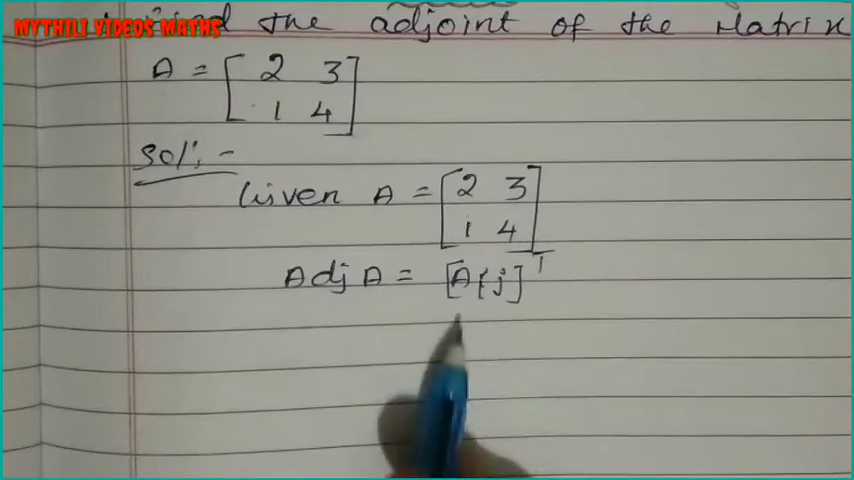 MYTHILI VIDEOS MATHS
Find the adjoint of the Matrix
A = [2 3
1 4]
Sol:-
Given A = [2 3
1 4]
Adj A = [Aij]^T